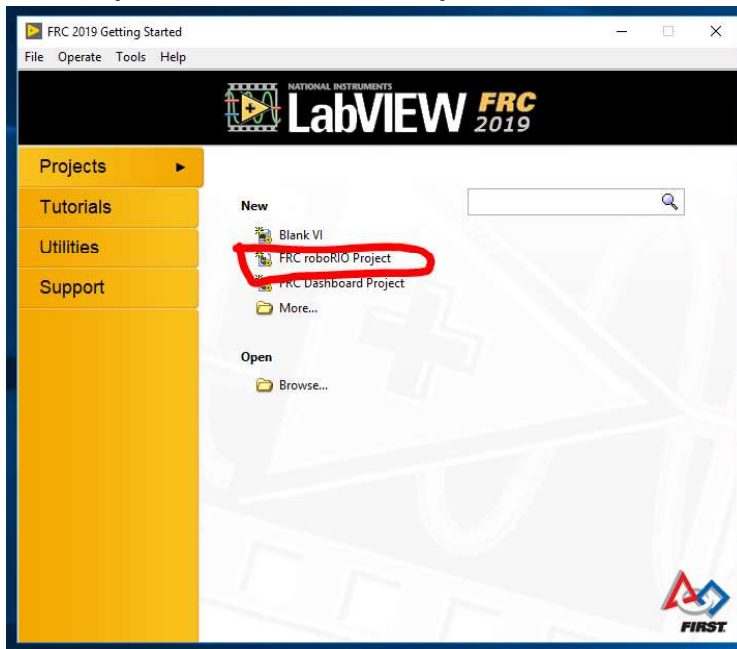 FRC 2019 Getting Started
File Operate Tools Help
NATIONAL INSTRUMENTS
LabVIEW FRC 2019
Projects
Tutorials
Utilities
Support
New
Blank VI
FRC roboRIO Project
FRC Dashboard Project
More...
Open
Browse...
FIRST